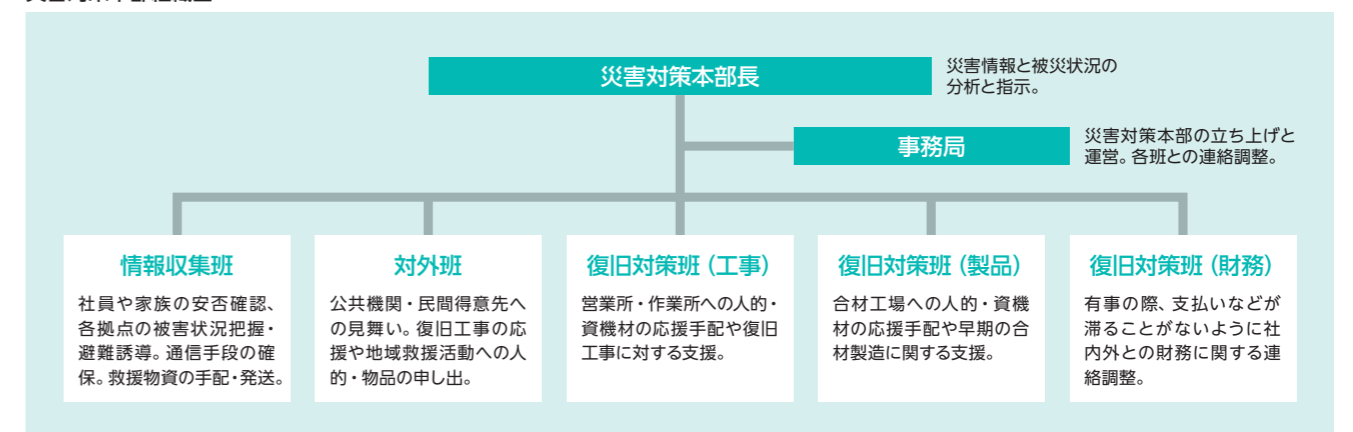 災害対策本部長
災害情報と被災状況の
分析と指示。
事務局
災害対策本部の立ち上げと
運営。各班との連絡調整。
情報収集班
社員や家族の安否確認、
各拠点の被害状況把握・
避難誘導。通信手段の確
保。救援物資の手配・発送。
対外班
公共機関・民間得意先へ
の見舞い。復旧工事の応
援や地域救援活動への人
的・物品の申し出。
復旧対策班（工事）
営業所・作業所への人的・
資機材の応援手配や復旧
工事に対する支援。
復旧対策班（製品）
合材工場への人的・資機
材の応援手配や早期の合
材製造に関する支援。
復旧対策班（財務）
有事の際、支払いなどが
滞ることがないように社
内外との財務に関する連
絡調整。